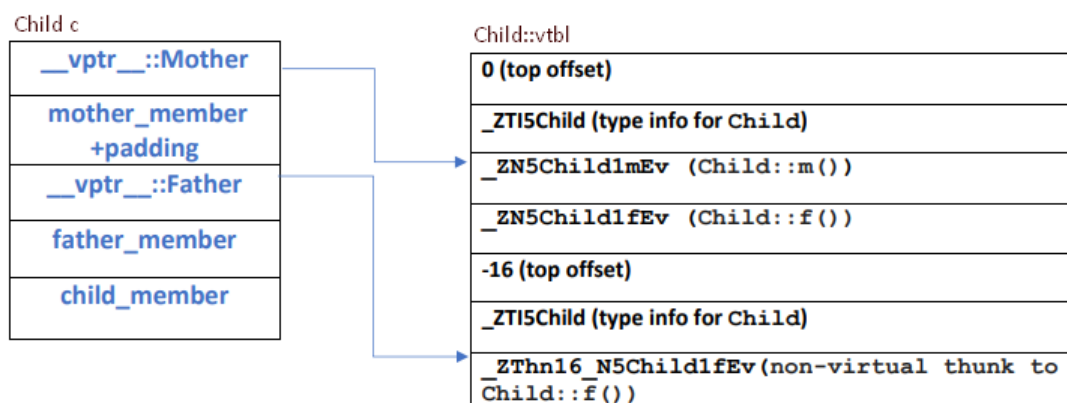 Child c
__vptr__::Mother
mother_member
+padding
__vptr__::Father
father_member
child_member
Child::vtbl
0 (top offset)
_ZTI5Child (type info for Child)
_ZN5Child1mEv (Child::m())
_ZN5Child1fEv (Child::f())
-16 (top offset)
_ZTI5Child (type info for Child)
_ZThn16_N5Child1fEv(non-virtual thunk to
Child::f())